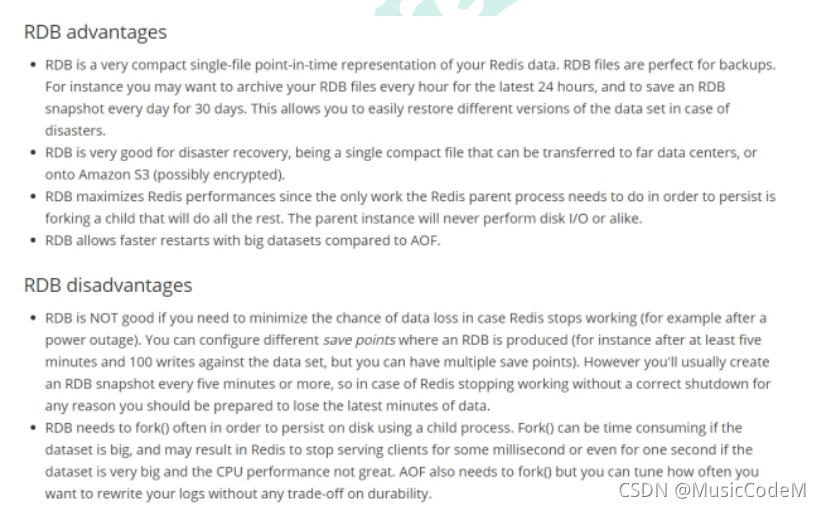 RDB advantages
• RDB is a very compact single-file point-in-time representation of your Redis data. RDB files are perfect for backups.
For instance you may want to archive your RDB files every hour for the latest 24 hours, and to save an RDB
snapshot every day for 30 days. This allows you to easily restore different versions of the data set in case of
disasters.
• RDB is very good for disaster recovery, being a single compact file that can be transferred to far data centers, or
onto Amazon S3 (possibly encrypted).
• RDB maximizes Redis performances since the only work the Redis parent process needs to do in order to persist is
forking a child that will do all the rest. The parent instance will never perform disk I/O or alike.
• RDB allows faster restarts with big datasets compared to AOF.
RDB disadvantages
• RDB is NOT good if you need to minimize the chance of data loss in case Redis stops working (for example after a
power outage). You can configure different save points where an RDB is produced (for instance after at least five
minutes and 100 writes against the data set, but you can have multiple save points). However you'll usually create
an RDB snapshot every five minutes or more, so in case of Redis stopping working without a correct shutdown for
any reason you should be prepared to lose the latest minutes of data.
• RDB needs to fork() often in order to persist on disk using a child process. Fork() can be time consuming if the
dataset is big, and may result in Redis to stop serving clients for some millisecond or even for one second if the
dataset is very big and the CPU performance not great. AOF also needs to fork() but you can tune how often you
want to rewrite your logs without any trade-off on durability.
CSDN @MusicCodeM